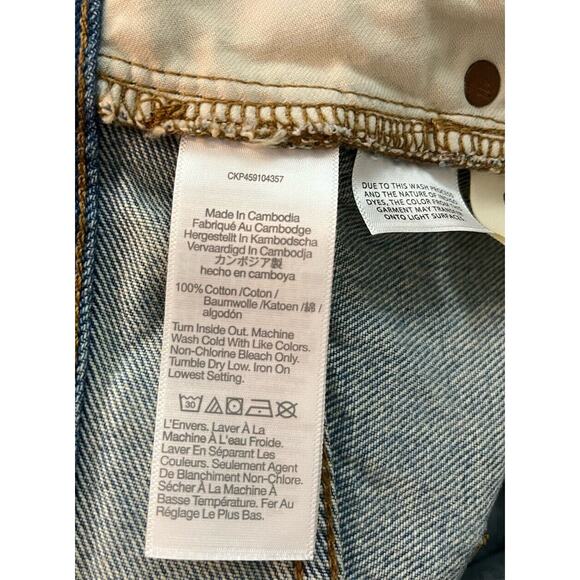 CKP459104357
Made In Cambodia
Fabriqué Au Cambodge
Hergestellt In Kambodscha
Vervaardigd In Cambodja
カンボジア製
hecho en camboya
100% Cotton /Coton /
Baumwolle /Katoen /綿 /
algodón
Turn Inside Out. Machine
Wash Cold With Like Colors.
Non-Chlorine Bleach Only.
Tumble Dry Low. Iron On
Lowest Setting.
30
L'Envers. Laver À La
Machine À L'eau Froide.
Laver En Séparant Les
Couleurs. Seulement Agent
De Blanchiment Non-Chlore.
Sécher À La Machine À
Basse Température. Fer Au
Réglage Le Plus Bas.
DUE TO THIS WASH PROCESS
AND THE NATURE OF INDIGO
DYES, THE COLOR FROM THIS
GARMENT MAY TRANSFER
ONTO LIGHT SURFACES